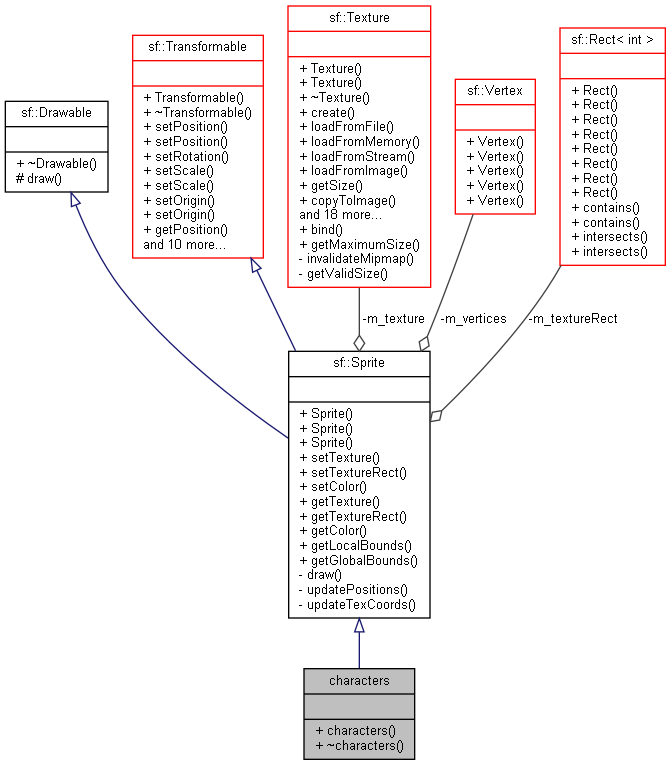 sf::Drawable
+ ~Drawable()
# draw()
sf::Transformable
+ Transformable()
+ ~Transformable()
+ setPosition()
+ setPosition()
+ setRotation()
+ setScale()
+ setScale()
+ setOrigin()
+ setOrigin()
+ getPosition()
and 10 more...
sf::Texture
+ Texture()
+ Texture()
+ ~Texture()
+ create()
+ loadFromFile()
+ loadFromMemory()
+ loadFromStream()
+ loadFromImage()
+ getSize()
+ copyToImage()
and 18 more...
+ bind()
+ getMaximumSize()
- invalidateMipmap()
- getValidSize()
sf::Vertex
+ Vertex()
+ Vertex()
+ Vertex()
+ Vertex()
+ Vertex()
sf::Rect< int >
+ Rect()
+ Rect()
+ Rect()
+ Rect()
+ Rect()
+ Rect()
+ Rect()
+ Rect()
+ contains()
+ contains()
+ intersects()
+ intersects()
-m_texture
-m_vertices
-m_textureRect
sf::Sprite
+ Sprite()
+ Sprite()
+ Sprite()
+ setTexture()
+ setTextureRect()
+ setColor()
+ getTexture()
+ getTextureRect()
+ getColor()
+ getLocalBounds()
+ getGlobalBounds()
- draw()
- updatePositions()
- updateTexCoords()
characters
+ characters()
+ ~characters()